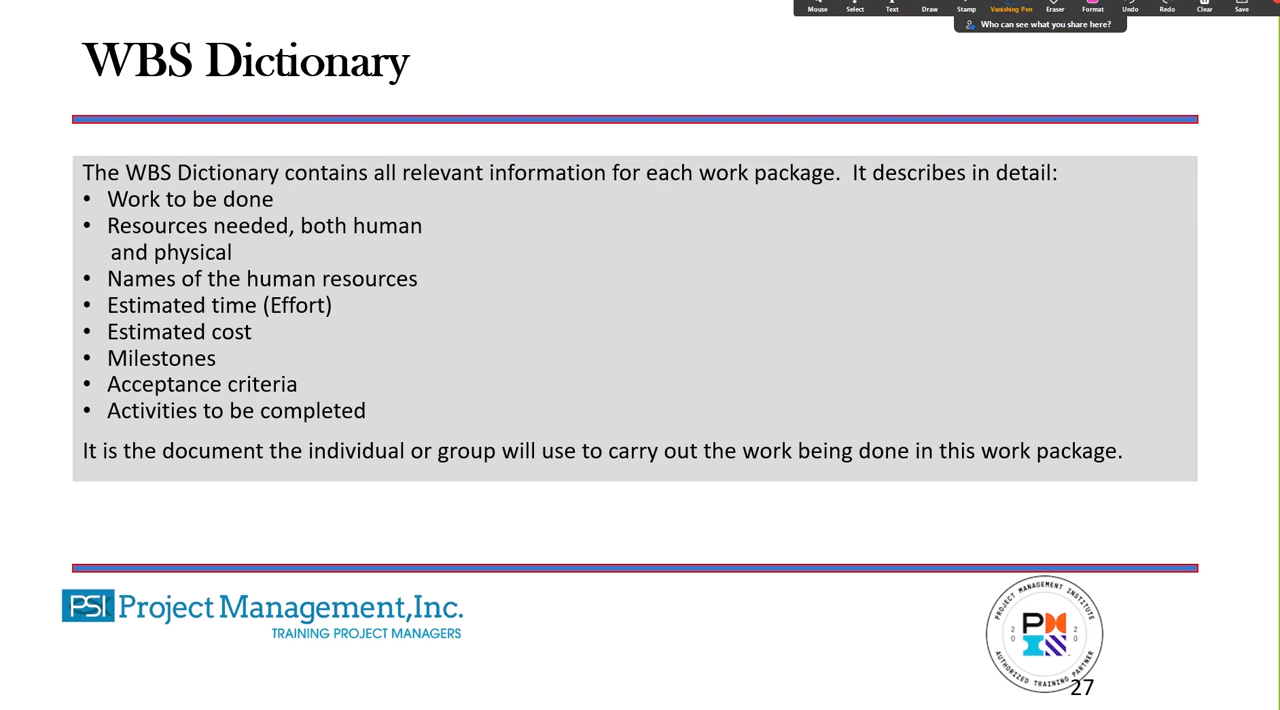 Mouse Select Text Draw Stamp Vanishing Pen Eraser Format Undo Redo Clear Save
Who can see what you share here?
WBS Dictionary
The WBS Dictionary contains all relevant information for each work package.  It describes in detail:
• Work to be done
• Resources needed, both human
and physical
• Names of the human resources
• Estimated time (Effort)
• Estimated cost
• Milestones
• Acceptance criteria
• Activities to be completed
It is the document the individual or group will use to carry out the work being done in this work package.
PSI Project Management,Inc.
TRAINING PROJECT MANAGERS
PROJECT MANAGEMENT INSTITUTE
20 20
AUTHORIZED TRAINING PARTNER
27